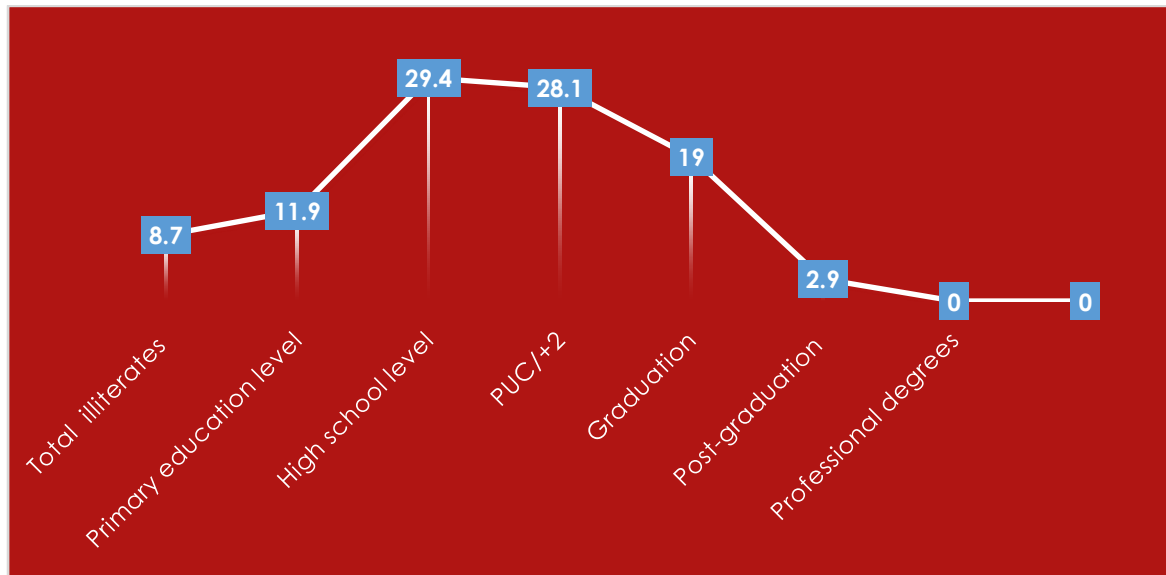 29.4
28.1
19
11.9
8.7
2.9
0
0
Total illiterates
Primary education level
High school level
PUC/+2
Graduation
Post-graduation
Professional degrees